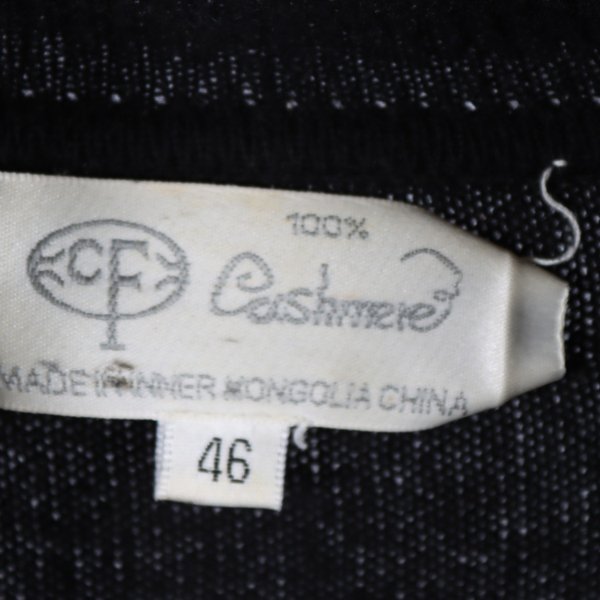 100%
CF Cashmere
MADE IN INNER MONGOLIA CHINA
46